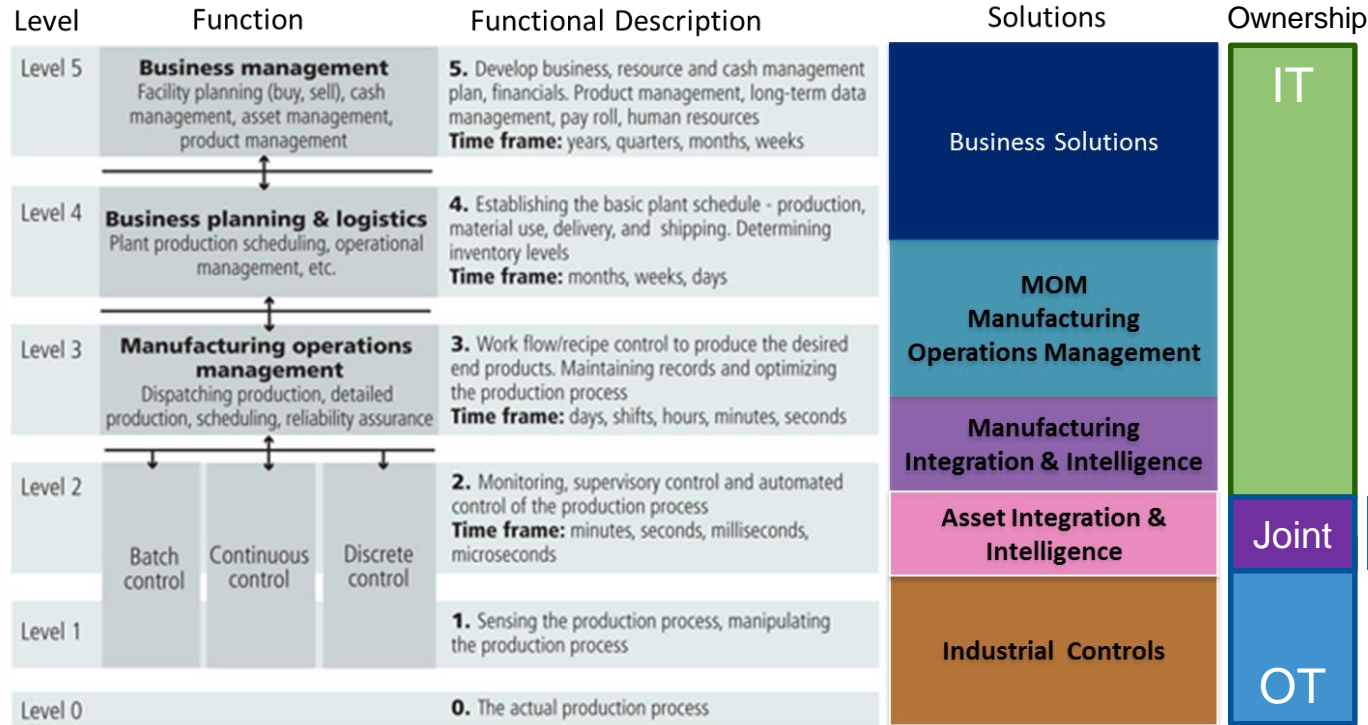 Level Function Functional Description Solutions Ownership
Level 5
Business management
Facility planning (buy, sell), cash
management, asset management,
product management
5. Develop business, resource and cash management
plan, financials. Product management, long-term data
management, pay roll, human resources
Time frame: years, quarters, months, weeks
Business Solutions
IT
Level 4
Business planning & logistics
Plant production scheduling, operational
management, etc.
4. Establishing the basic plant schedule - production,
material use, delivery, and shipping. Determining
inventory levels
Time frame: months, weeks, days
MOM
Manufacturing
Operations Management
Level 3
Manufacturing operations
management
Dispatching production, detailed
production, scheduling, reliability assurance
3. Work flow/recipe control to produce the desired
end products. Maintaining records and optimizing
the production process
Time frame: days, shifts, hours, minutes, seconds
Manufacturing
Integration & Intelligence
Level 2
2. Monitoring, supervisory control and automated
control of the production process
Time frame: minutes, seconds, milliseconds,
microseconds
Asset Integration &
Intelligence
Joint
Batch
control
Continuous
control
Discrete
control
Level 1
1. Sensing the production process, manipulating
the production process
Industrial Controls
OT
Level 0
0. The actual production process